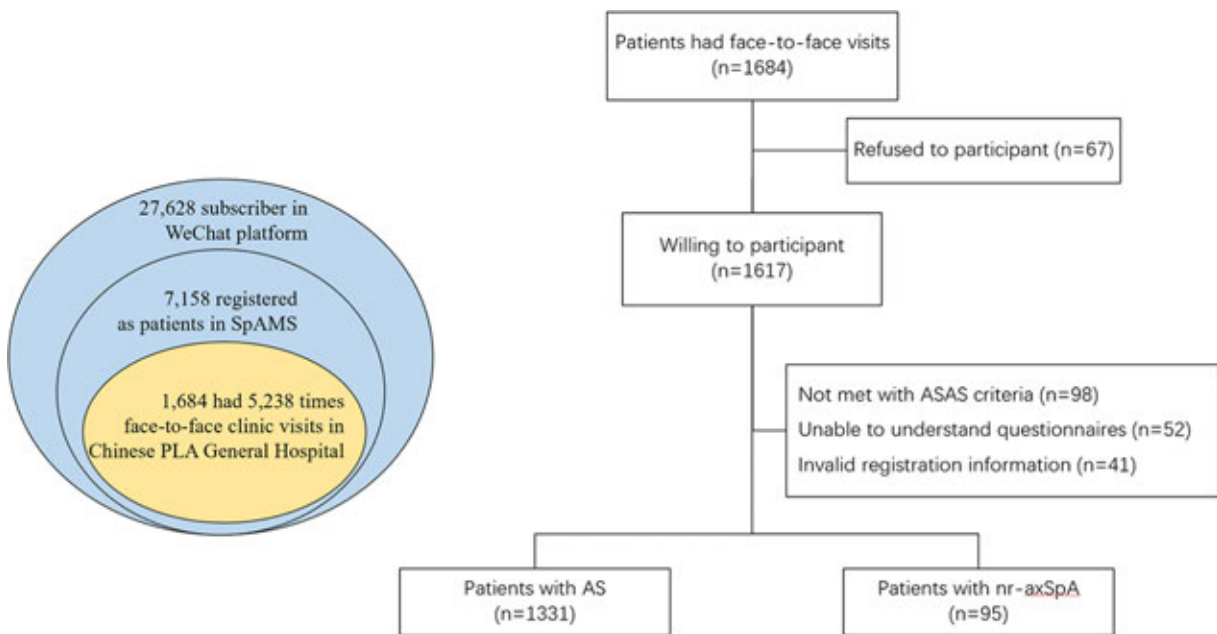 27,628 subscriber in
WeChat platform
7,158 registered
as patients in SpAMS
1,684 had 5,238 times
face-to-face clinic visits in
Chinese PLA General Hospital
Patients had face-to-face visits
(n=1684)
Refused to participant (n=67)
Willing to participant
(n=1617)
Not met with ASAS criteria (n=98)
Unable to understand questionnaires (n=52)
Invalid registration information (n=41)
Patients with AS
(n=1331)
Patients with nr-axSpA
(n=95)